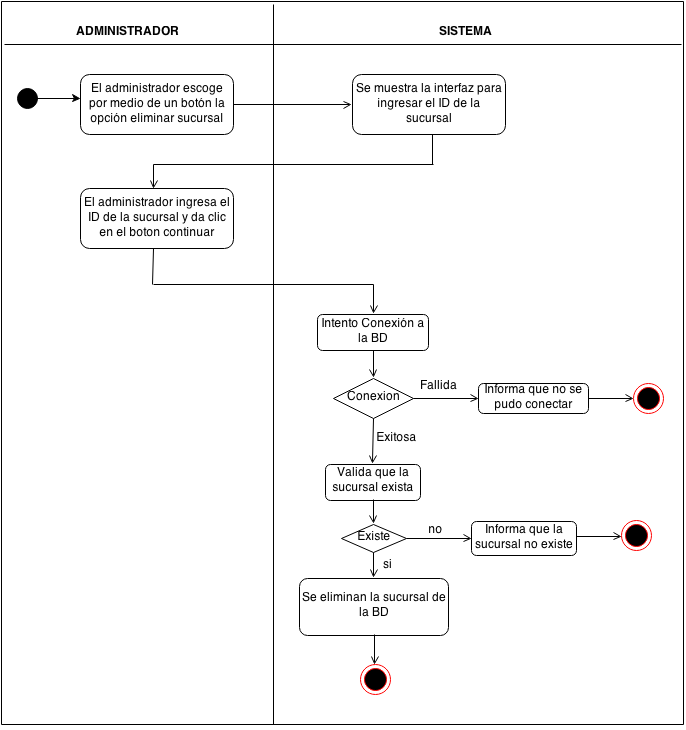 ADMINISTRADOR
SISTEMA
El administrador escoge
por medio de un botón la
opción eliminar sucursal
Se muestra la interfaz para
ingresar el ID de la
sucursal
El administrador ingresa el
ID de la sucursal y da clic
en el boton continuar
Intento Conexión a
la BD
Conexion
Fallida
Informa que no se
pudo conectar
Exitosa
Valida que la
sucursal exista
Existe
no
Informa que la
sucursal no existe
si
Se eliminan la sucursal de
la BD